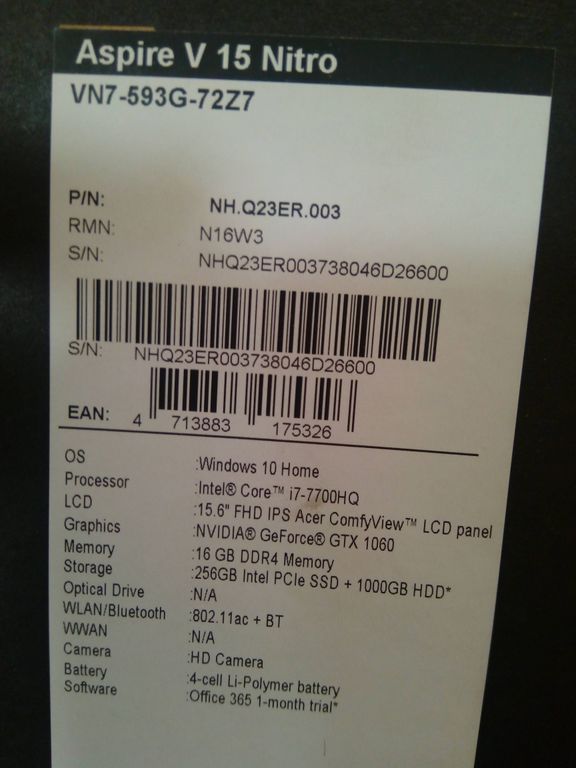 Aspire V 15 Nitro
VN7-593G-72Z7
P/N: NH.Q23ER.003
RMN: N16W3
S/N: NHQ23ER003738046D26600
S/N: NHQ23ER003738046D26600
EAN: 4 713883 175326
OS :Windows 10 Home
Processor :Intel® Core™ i7-7700HQ
LCD :15.6" FHD IPS Acer ComfyView™ LCD panel
Graphics :NVIDIA® GeForce® GTX 1060
Memory :16 GB DDR4 Memory
Storage :256GB Intel PCIe SSD + 1000GB HDD*
Optical Drive :N/A
WLAN/Bluetooth :802.11ac + BT
WWAN :N/A
Camera :HD Camera
Battery :4-cell Li-Polymer battery
Software :Office 365 1-month trial*